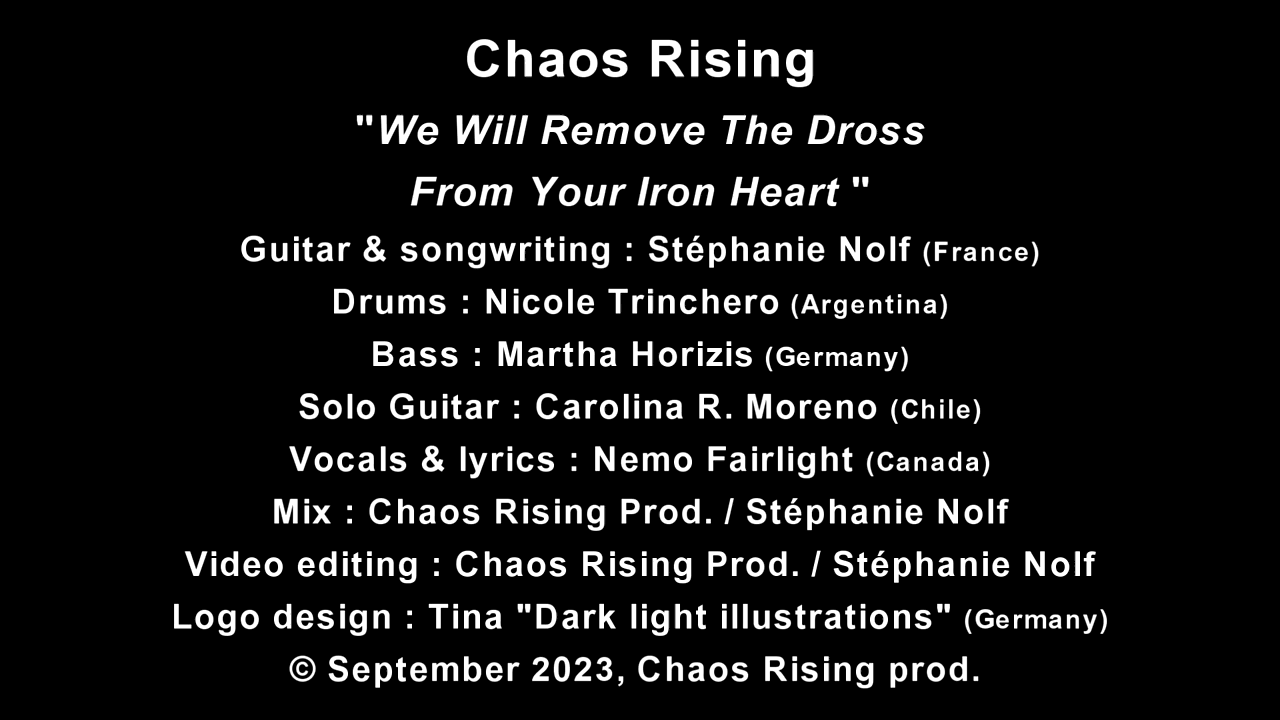 Chaos Rising
"We Will Remove The Dross
From Your Iron Heart "
Guitar & songwriting : Stéphanie Nolf (France)
Drums : Nicole Trinchero (Argentina)
Bass : Martha Horizis (Germany)
Solo Guitar : Carolina R. Moreno (Chile)
Vocals & lyrics : Nemo Fairlight (Canada)
Mix : Chaos Rising Prod. / Stéphanie Nolf
Video editing : Chaos Rising Prod. / Stéphanie Nolf
Logo design : Tina "Dark light illustrations" (Germany)
© September 2023, Chaos Rising prod.